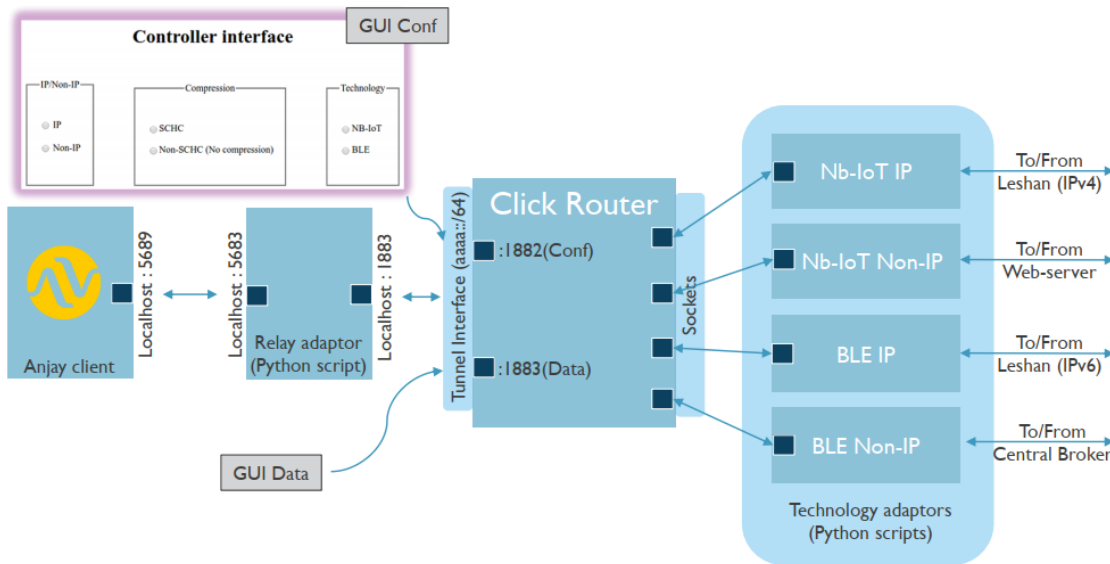 GUI Conf
Controller interface
IP/Non-IP
IP
Non-IP
Compression
SCHC
Non-SCHC (No compression)
Technology
NB-IoT
BLE
Anjay client
Localhost : 5689
Localhost : 5683
Relay adaptor
(Python script)
Localhost : 1883
Tunnel Interface (aaaa::/64)
Click Router
:1882(Conf)
:1883(Data)
Sockets
GUI Data
Nb-IoT IP
Nb-IoT Non-IP
BLE IP
BLE Non-IP
Technology adaptors
(Python scripts)
To/From
Leshan (IPv4)
To/From
Web-server
To/From
Leshan (IPv6)
To/From
Central Broker